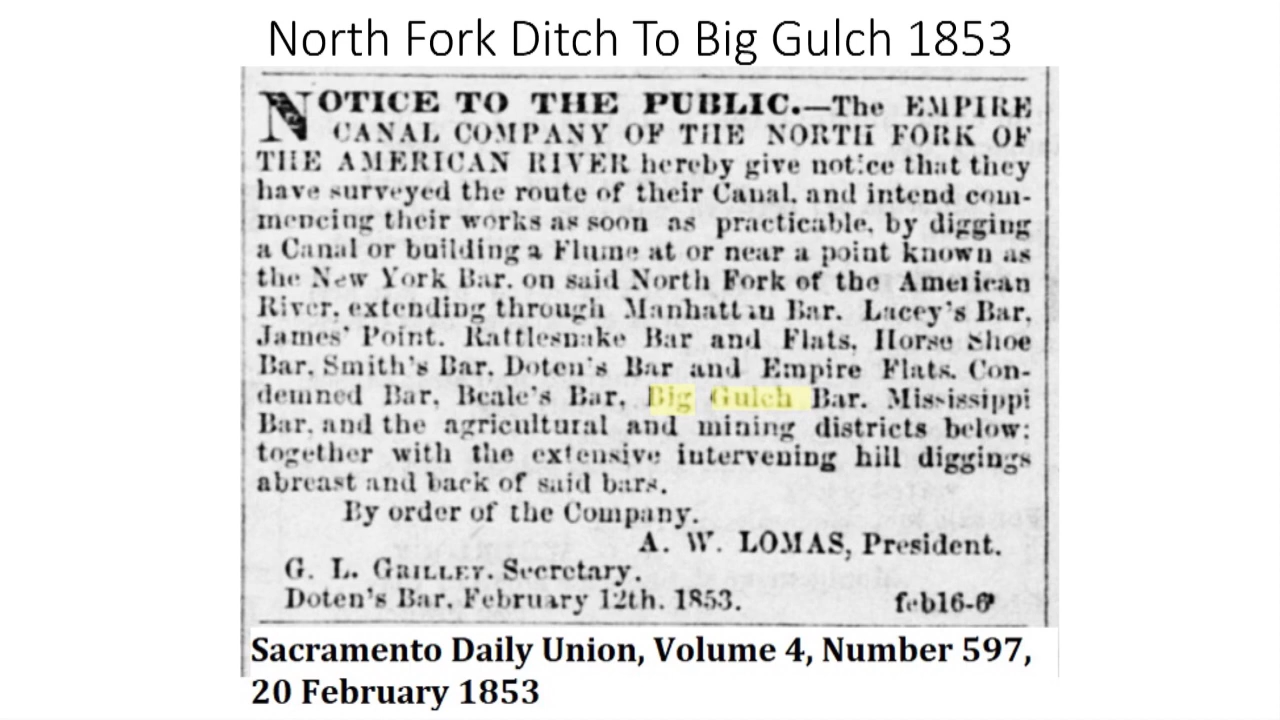 North Fork Ditch To Big Gulch 1853
NOTICE TO THE PUBLIC.—The EMPIRE
CANAL COMPANY OF THE NORTH FORK OF
THE AMERICAN RIVER hereby give notice that they
have surveyed the route of their Canal, and intend com-
mencing their works as soon as practicable, by digging
a Canal or building a Flume at or near a point known as
the New York Bar, on said North Fork of the American
River, extending through Manhattan Bar, Lacey's Bar,
James' Point, Rattlesnake Bar and Flats, Horse Shoe
Bar, Smith's Bar, Doten's Bar and Empire Flats, Con-
demned Bar, Beale's Bar, Big Gulch Bar, Mississippi
Bar, and the agricultural and mining districts below;
together with the extensive intervening hill diggings
abreast and back of said bars.
By order of the Company.
A. W. LOMAS, President.
G. L. Secretary.
Doten's Bar, February 12th, 1853. feb16-6
Sacramento Daily Union, Volume 4, Number 597,
20 February 1853